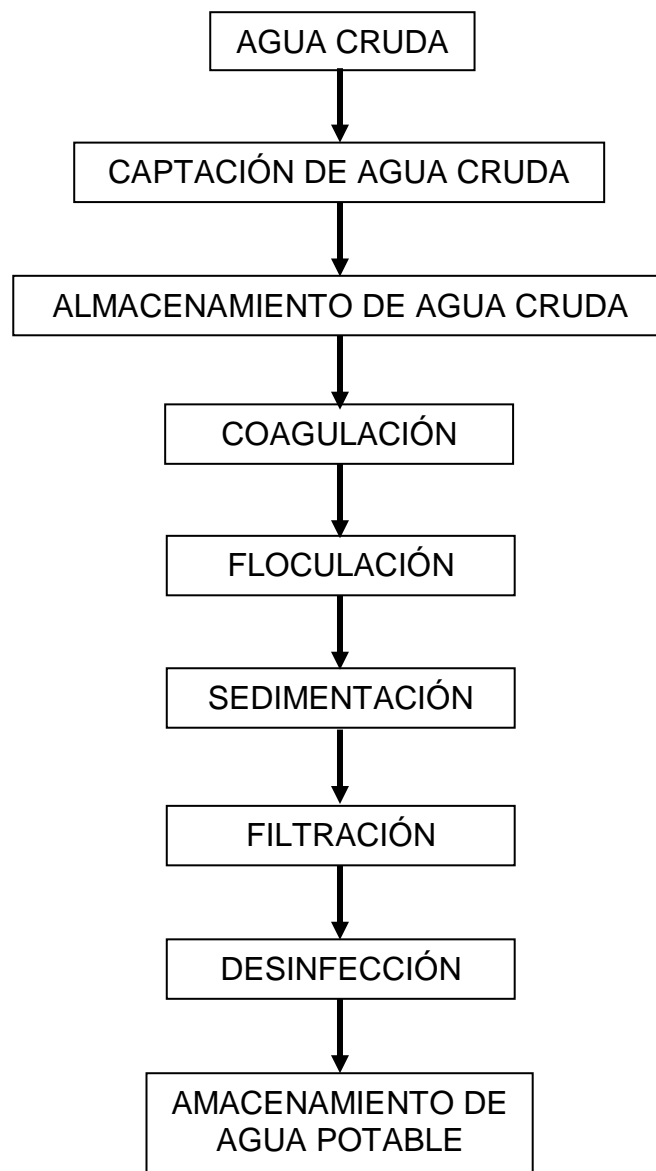 AGUA CRUDA
CAPTACIÓN DE AGUA CRUDA
ALMACENAMIENTO DE AGUA CRUDA
COAGULACIÓN
FLOCULACIÓN
SEDIMENTACIÓN
FILTRACIÓN
DESINFECCIÓN
AMACENAMIENTO DE
AGUA POTABLE